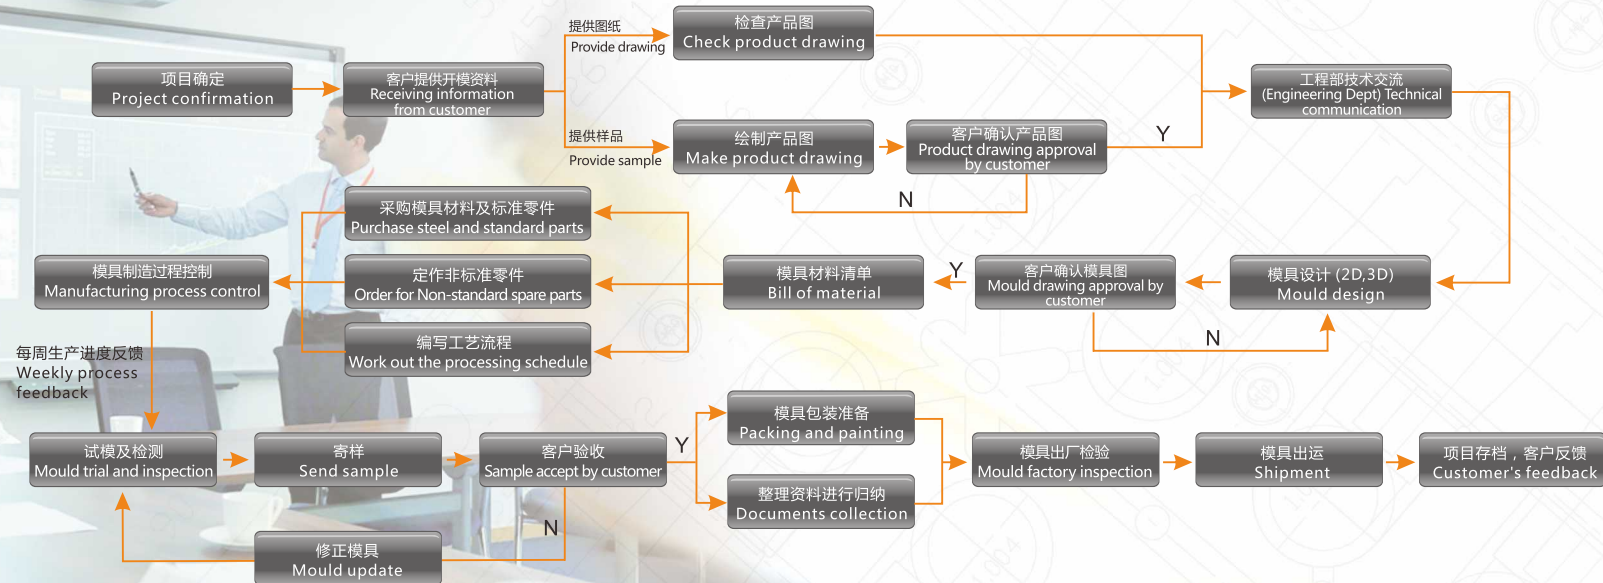 项目确定
Project confirmation
客户提供开模资料
Receiving information
from customer
提供图纸
Provide drawing
检查产品图
Check product drawing
提供样品
Provide sample
绘制产品图
Make product drawing
客户确认产品图
Product drawing approval
by customer
Y
N
工程部技术交流
(Engineering Dept) Technical
communication
模具设计 (2D,3D)
Mould design
客户确认模具图
Mould drawing approval by
customer
N
Y
模具材料清单
Bill of material
采购模具材料及标准零件
Purchase steel and standard parts
定作非标准零件
Order for Non-standard spare parts
编写工艺流程
Work out the processing schedule
模具制造过程控制
Manufacturing process control
每周生产进度反馈
Weekly process
feedback
试模及检测
Mould trial and inspection
寄样
Send sample
客户验收
Sample accept by customer
Y
N
修正模具
Mould update
模具包装准备
Packing and painting
整理资料进行归纳
Documents collection
模具出厂检验
Mould factory inspection
模具出运
Shipment
项目存档，客户反馈
Customer's feedback